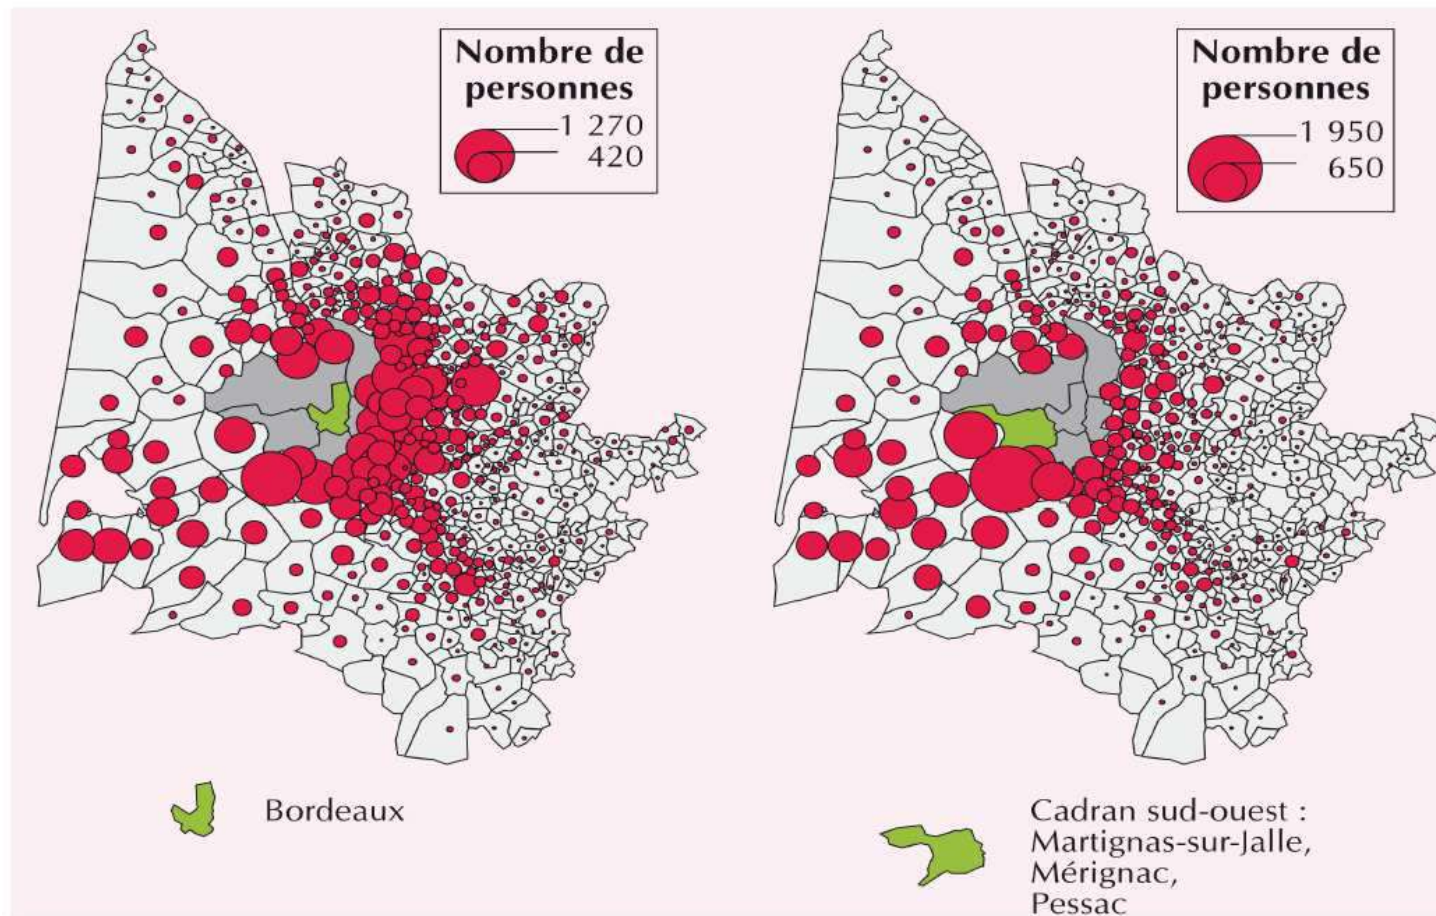 Nombre de
personnes
1 270
420
Nombre de
personnes
1 950
650
Bordeaux
Cadran sud-ouest :
Martignas-sur-Jalle,
Mérignac,
Pessac